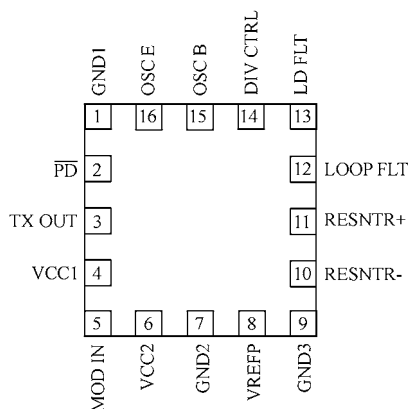 GND1
OSC E
OSC B
DIV CTRL
LD FLT
1
16
15
14
13
PD
2
12
LOOP FLT
TX OUT
3
11
RESNTR+
VCC1
4
10
RESNTR-
5
6
7
8
9
MOD IN
VCC2
GND2
VREFP
GND3